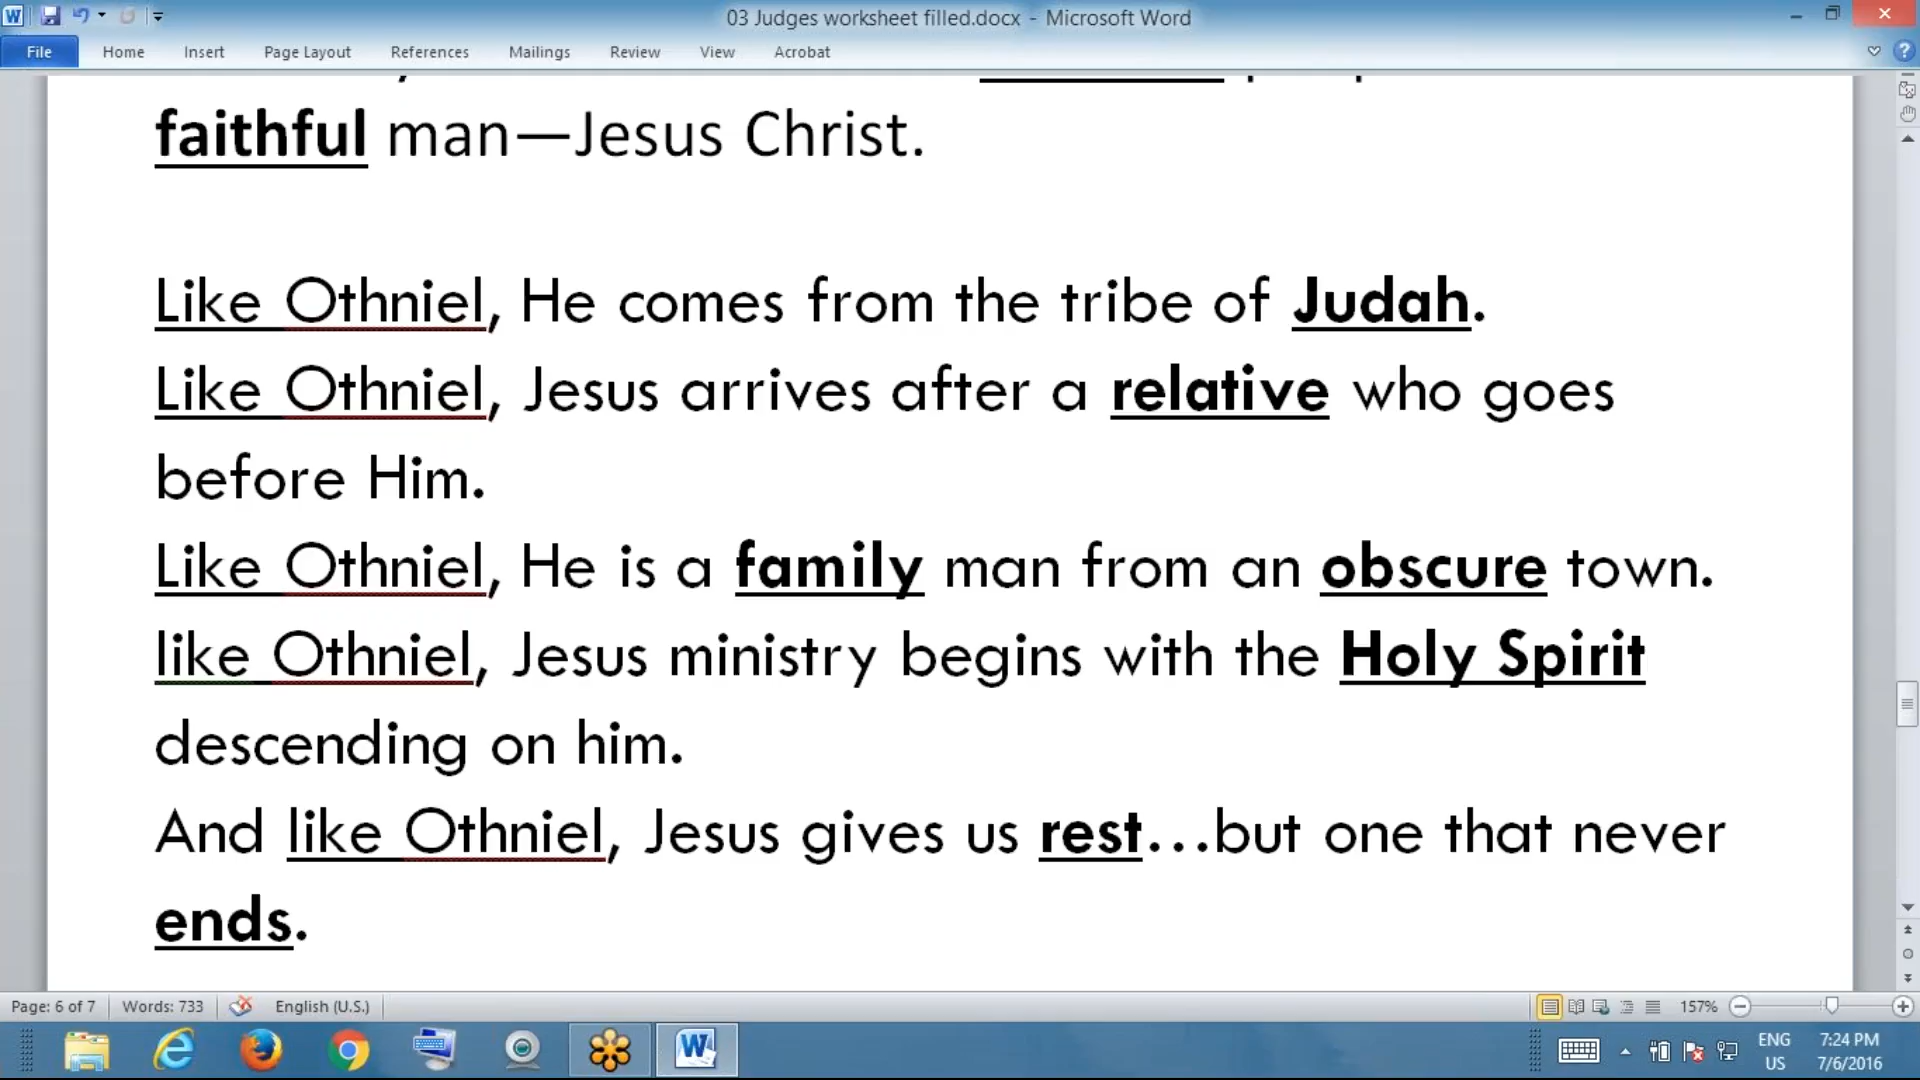 03 Judges worksheet filled.docx - Microsoft Word
File Home Insert Page Layout References Mailings Review View Acrobat
faithful man—Jesus Christ.
Like Othniel, He comes from the tribe of Judah.
Like Othniel, Jesus arrives after a relative who goes
before Him.
Like Othniel, He is a family man from an obscure town.
like Othniel, Jesus ministry begins with the Holy Spirit
descending on him.
And like Othniel, Jesus gives us rest…but one that never
ends.
Page: 6 of 7 Words: 733 English (U.S.) 157%
ENG 7:24 PM
US 7/6/2016